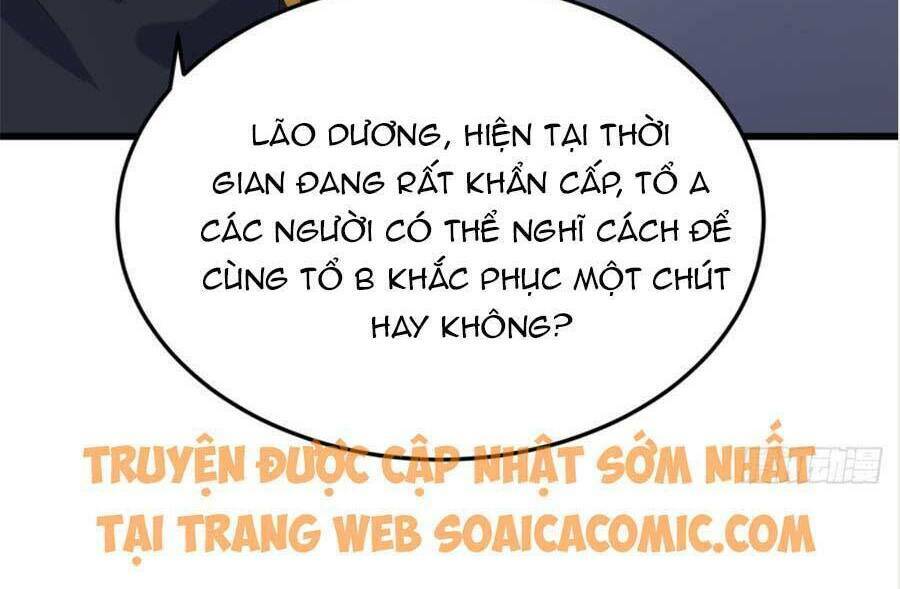 LÃO DƯƠNG, HIỆN TẠI THỜI
GIAN ĐANG RẤT KHẨN CẤP, TỔ A
CÁC NGƯỜI CÓ THỂ NGHĨ CÁCH ĐỂ
CÙNG TỔ B KHẮC PHỤC MỘT CHÚT
HAY KHÔNG?
TRUYỆN ĐƯỢC CẬP NHẬT SỚM NHẤT
TẠI TRANG WEB SOAICACOMIC.COM